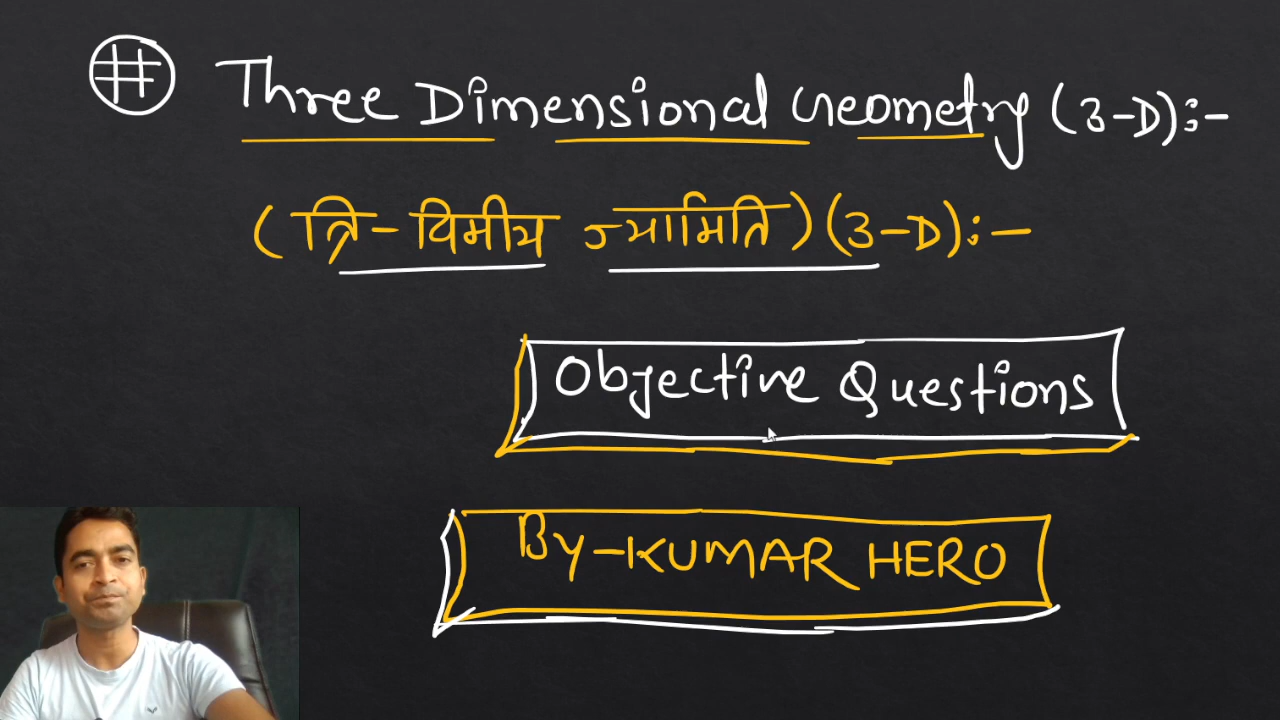 # Three Dimensional Geometry (3-D):-
(त्रि-विमीय ज्यामिति) (3-D):-
Objective Questions
By-KUMAR HERO